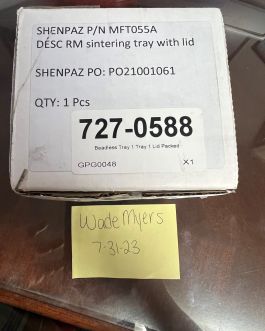 SHENPAZ P/N MFT055A
DÉSC RM sintering tray with lid
SHENPAZ PO: PO21001061
QTY: 1 Pcs
727-0588
Beadless Tray 1 Tray 1 Lid Packed
GPG0048 X1
Wade Myers
7-31-23